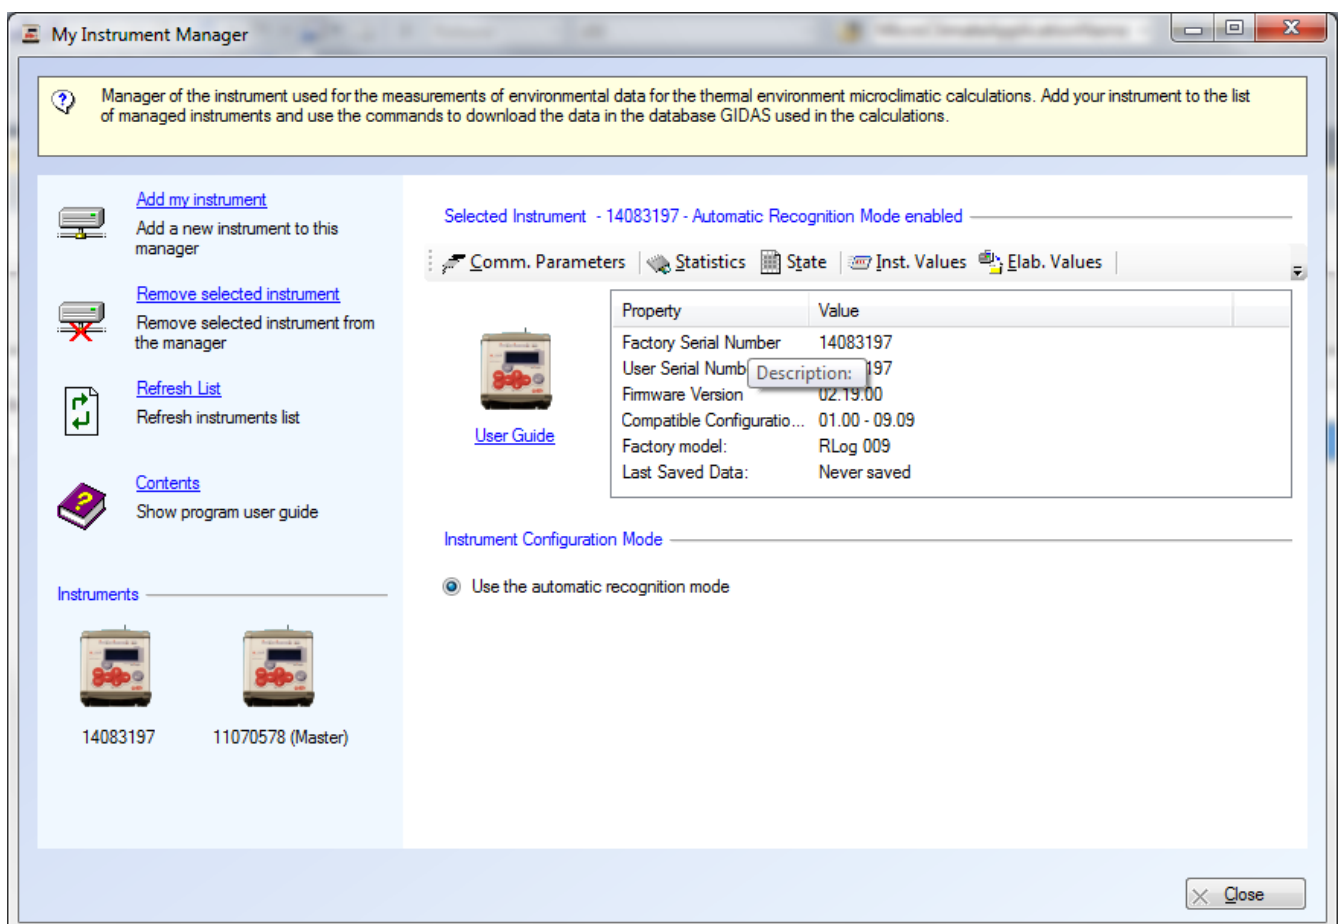 My Instrument Manager
Manager of the instrument used for the measurements of environmental data for the thermal environment microclimatic calculations. Add your instrument to the list
of managed instruments and use the commands to download the data in the database GIDAS used in the calculations.
Add my instrument
Add a new instrument to this
manager
Remove selected instrument
Remove selected instrument from
the manager
Refresh List
Refresh instruments list
Contents
Show program user guide
Instruments
14083197 11070578 (Master)
Selected Instrument - 14083197 - Automatic Recognition Mode enabled
Comm. Parameters Statistics State Inst. Values Elab. Values
User Guide
Property Value
Factory Serial Number 14083197
User Serial Numb 197
Description:
Firmware Version 02.19.00
Compatible Configuratio... 01.00 - 09.09
Factory model: RLog 009
Last Saved Data: Never saved
Instrument Configuration Mode
Use the automatic recognition mode
Close